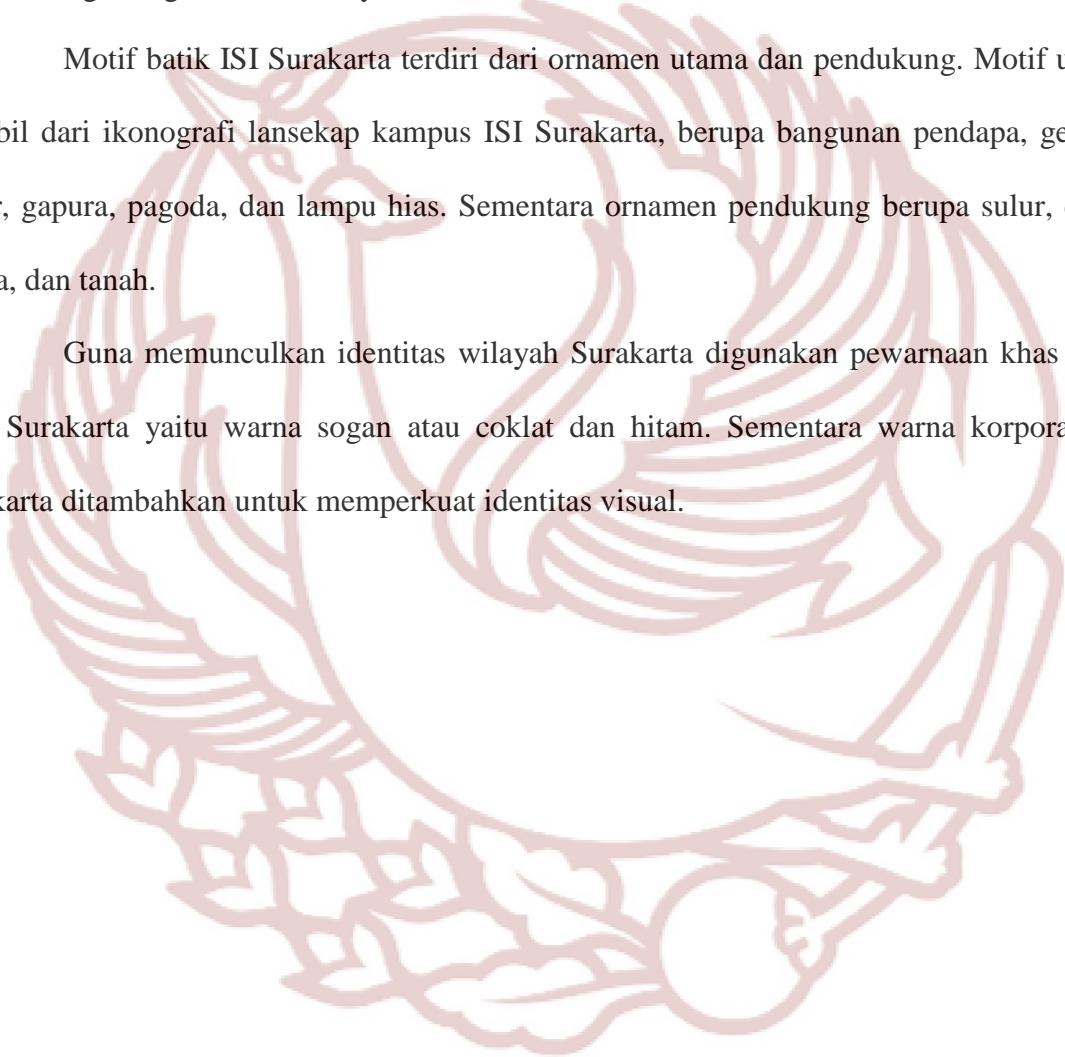 Motif batik ISI Surakarta terdiri dari ornamen utama dan pendukung. Motif u
bil dari ikonografi lansekap kampus ISI Surakarta, berupa bangunan pendapa, ge
, gapura, pagoda, dan lampu hias. Sementara ornamen pendukung berupa sulur,
a, dan tanah.
Guna memunculkan identitas wilayah Surakarta digunakan pewarnaan khas
Surakarta yaitu warna sogan atau coklat dan hitam. Sementara warna korpora
karta ditambahkan untuk memperkuat identitas visual.